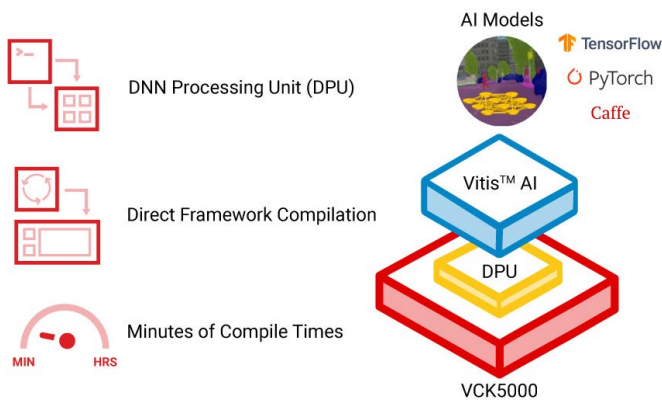 DNN Processing Unit (DPU)
Direct Framework Compilation
Minutes of Compile Times
MIN HRS
AI Models
TensorFlow
PyTorch
Caffe
Vitis™ AI
DPU
VCK5000